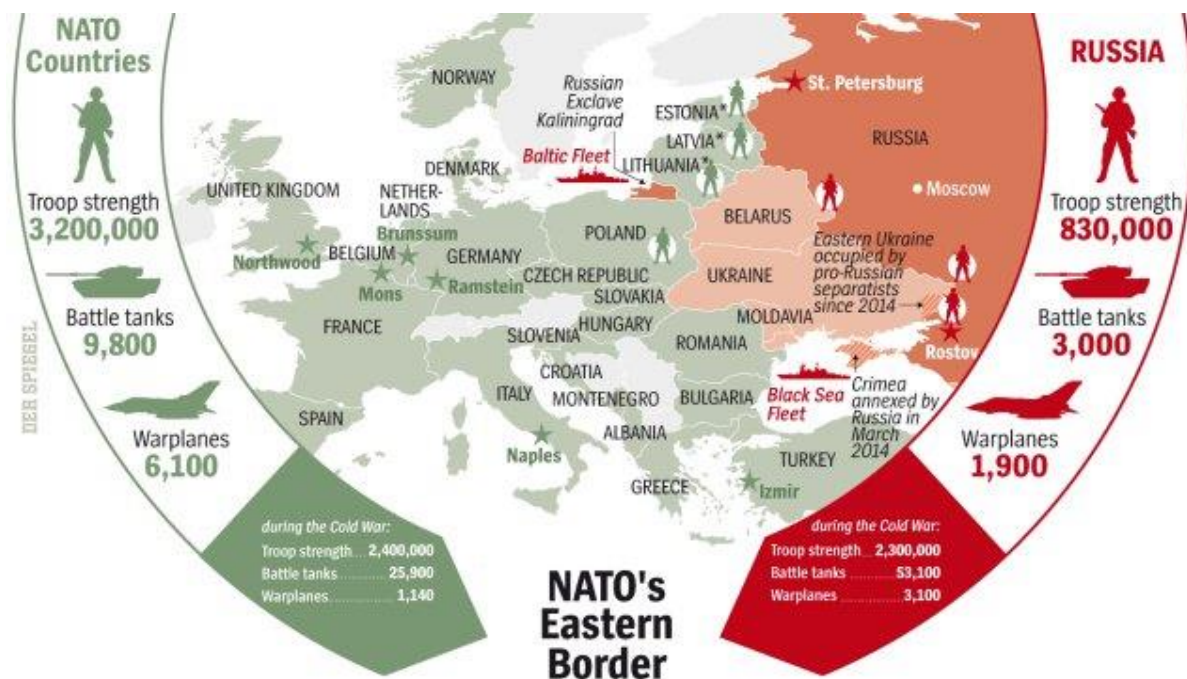 NATO
Countries
Troop strength
3,200,000
Battle tanks
9,800
Warplanes
6,100
DER SPIEGEL
during the Cold War:
Troop strength 2,400,000
Battle tanks 25,900
Warplanes 1,140
NORWAY
Russian
Exclave
Kaliningrad
ESTONIA*
LATVIA*
LITHUANIA*
Baltic Fleet
St. Petersburg
RUSSIA
Moscow
DENMARK
UNITED KINGDOM
NETHER-
LANDS
Brunssum
BELGIUM
GERMANY
POLAND
BELARUS
Northwood
Mons
Ramstein
CZECH REPUBLIC
SLOVAKIA
UKRAINE
Eastern Ukraine
occupied by
pro-Russian
separatists
since 2014
FRANCE
SLOVENIA
HUNGARY
MOLDAVIA
ROMANIA
Rostov
CROATIA
ITALY
MONTENEGRO
BULGARIA
Black Sea
Fleet
Crimea
annexed by
Russia in
March
2014
SPAIN
ALBANIA
Naples
GREECE
TURKEY
Izmir
RUSSIA
Troop strength
830,000
Battle tanks
3,000
Warplanes
1,900
during the Cold War:
Troop strength 2,300,000
Battle tanks 53,100
Warplanes 3,100
NATO's
Eastern
Border